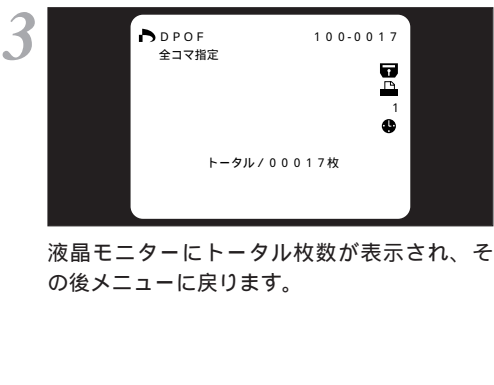 3
DPOF 100-0017
全コマ指定
1
トータル/00017枚
液晶モニターにトータル枚数が表示され、そ
の後メニューに戻ります。